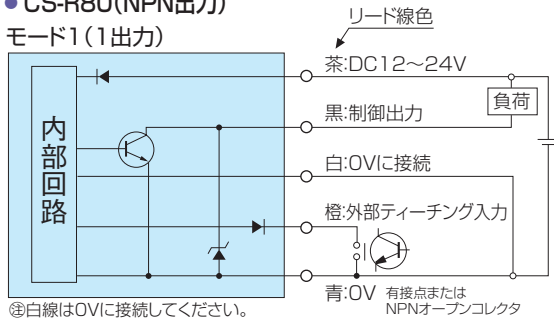 ● CS-R80(NPN出力)
モード1(1出力)
リード線色
茶:DC12〜24V
負荷
黒:制御出力
内部回路
白:0Vに接続
橙:外部ティーチング入力
青:0V 有接点または
NPNオープンコレクタ
㊟白線は0Vに接続してください。